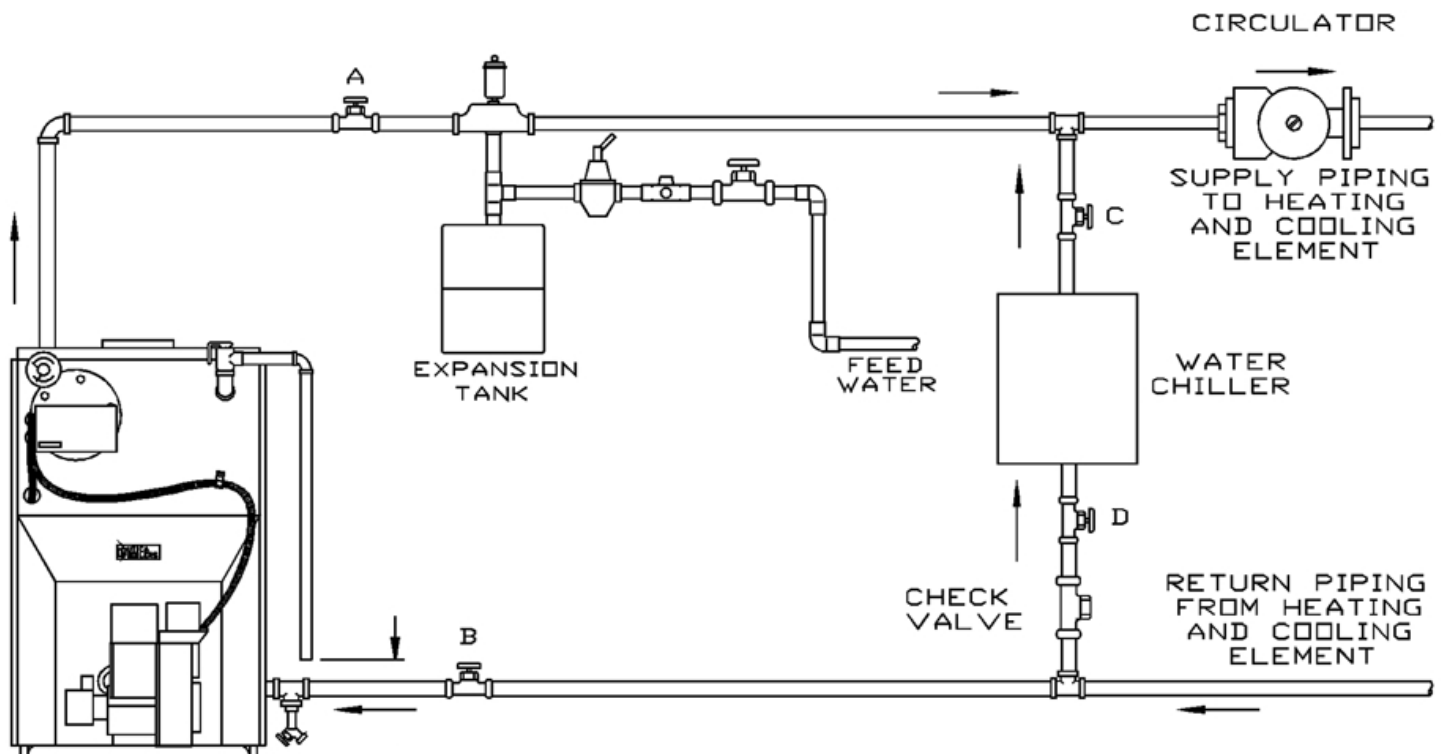 CIRCULATOR
A
SUPPLY PIPING
TO HEATING
AND COOLING
ELEMENT
C
EXPANSION
TANK
FEED
WATER
WATER
CHILLER
D
CHECK
VALVE
RETURN PIPING
FROM HEATING
AND COOLING
ELEMENT
B